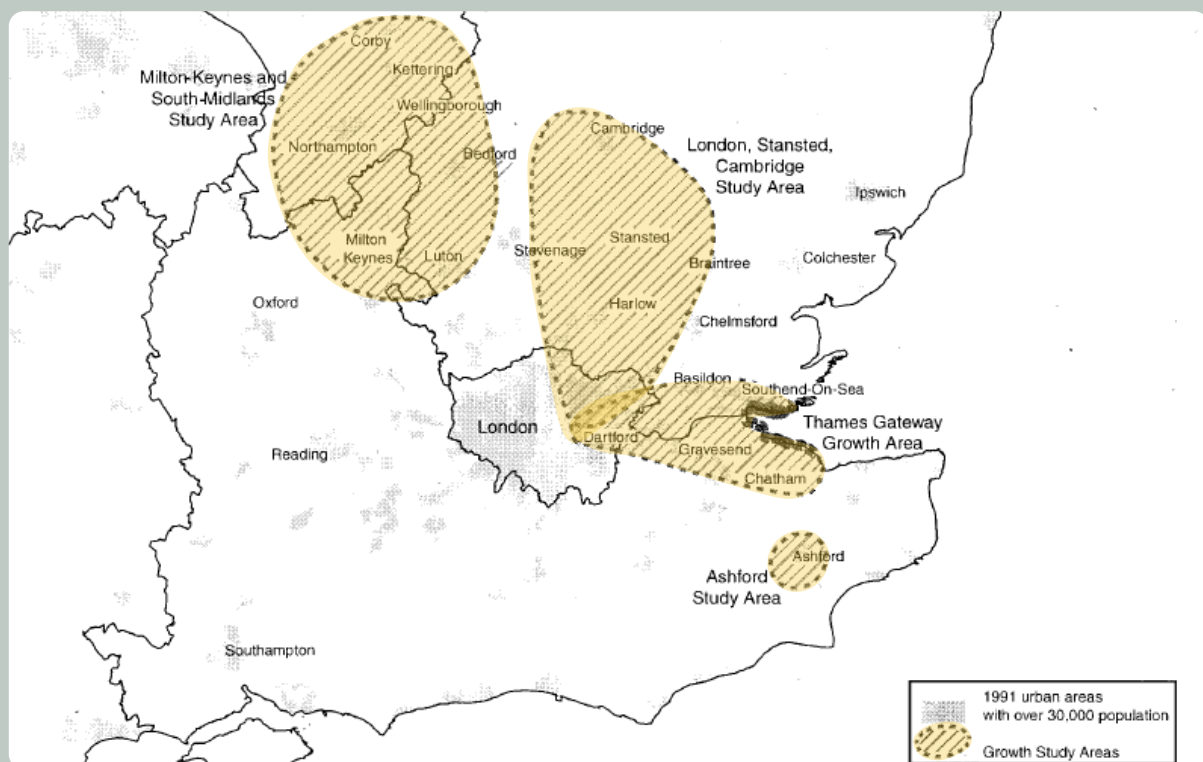 Corby
Kettering
Milton-Keynes and
South-Midlands
Study Area
Wellingborough
Northampton
Bedford
Cambridge
London, Stansted,
Cambridge
Study Area
Ipswich
Milton
Keynes
Luton
Stevenage
Stansted
Braintree
Colchester
Oxford
Harlow
Chelmsford
Basildon
Southend-On-Sea
London
Dartford
Thames Gateway
Growth Area
Reading
Gravesend
Chatham
Ashford
Ashford
Study Area
Southampton
1991 urban areas
with over 30,000 population
Growth Study Areas